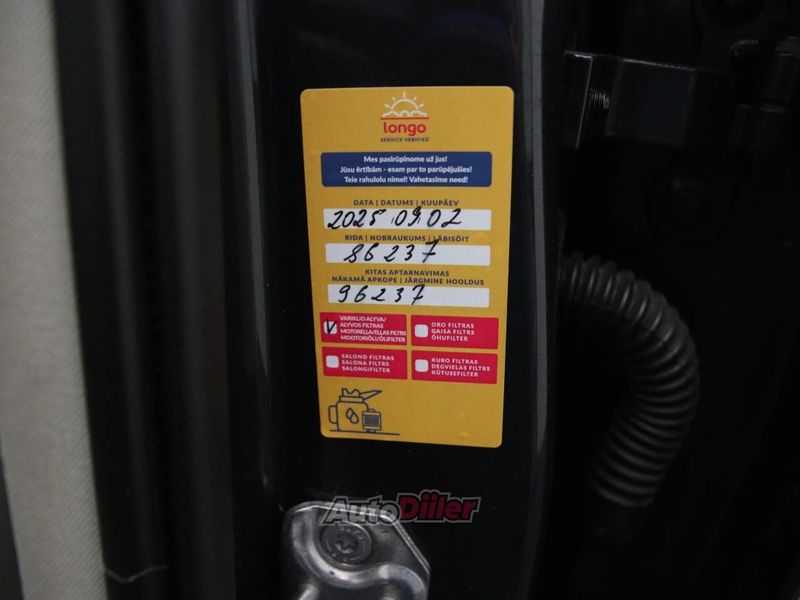 longo
SERVICE VERIFIED
Mes pasirūpinome už jus!
Jūsu ērtībām - esam par to parūpējušies!
Teie rahulolu nimel! Vahetasime need!
DATA | DATUMS | KUUPÄEV
2025.09.02
RIDA | NOBRAUKUMS | LÄBISÕIT
86237
KITAS APTARNAVIMAS
NĀKAMĀ APKOPE | JÄRGMINE HOOLDUS
96237
V
VARIKLIO ALYVA/
ALYVOS FILTRAS
MOTOREĻĻA/EĻĻAS FILTRS
MOOTORIÕLI/ÕLIFILTER
ORO FILTRAS
GAISA FILTRS
ÕHUFILTER
SALONO FILTRAS
SALONA FILTRS
SALONGIFILTER
KURO FILTRAS
DEGVIELAS FILTRS
KÜTUSEFILTER
AutoDiiler